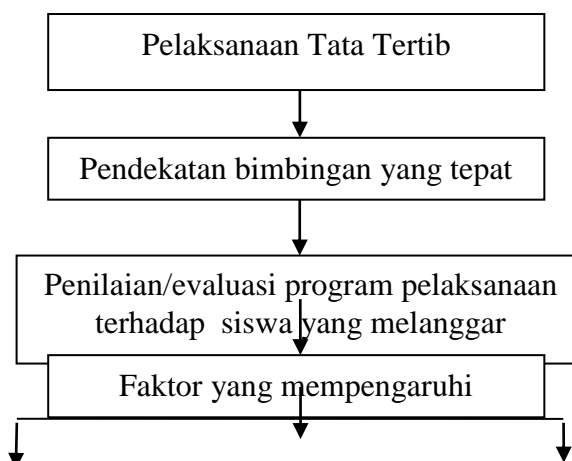 Pelaksanaan Tata Tertib
Pendekatan bimbingan yang tepat
Penilaian/evaluasi program pelaksanaan
terhadap siswa yang melanggar
Faktor yang mempengaruhi